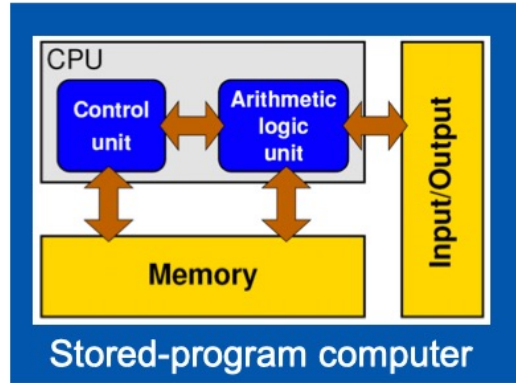 CPU
Control
unit
Arithmetic
logic
unit
Input/Output
Memory
Stored-program computer